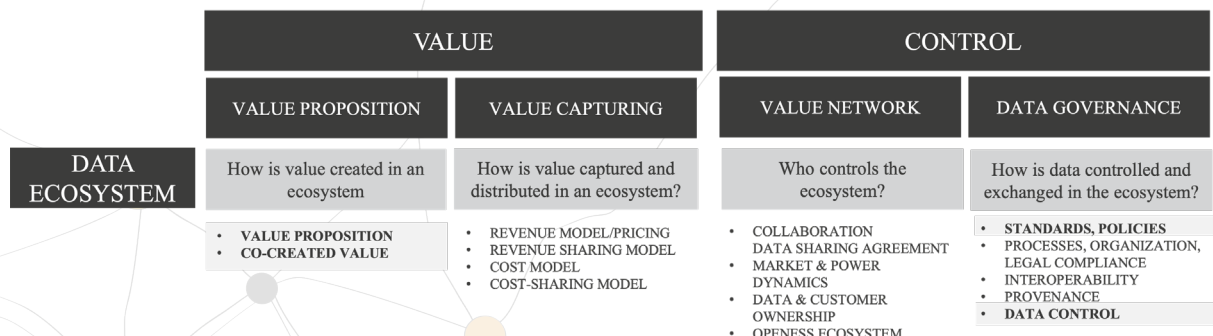 VALUE
CONTROL
VALUE PROPOSITION
VALUE CAPTURING
VALUE NETWORK
DATA GOVERNANCE
DATA
ECOSYSTEM
How is value created in an
ecosystem
How is value captured and
distributed in an ecosystem?
Who controls the
ecosystem?
How is data controlled and
exchanged in the ecosystem?
• VALUE PROPOSITION
• CO-CREATED VALUE
• REVENUE MODEL/PRICING
• REVENUE SHARING MODEL
• COST MODEL
• COST-SHARING MODEL
• COLLABORATION
DATA SHARING AGREEMENT
• MARKET & POWER
DYNAMICS
• DATA & CUSTOMER
OWNERSHIP
• OPENESS ECOSYSTEM
• STANDARDS, POLICIES
• PROCESSES, ORGANIZATION,
LEGAL COMPLIANCE
• INTEROPERABILITY
• PROVENANCE
• DATA CONTROL